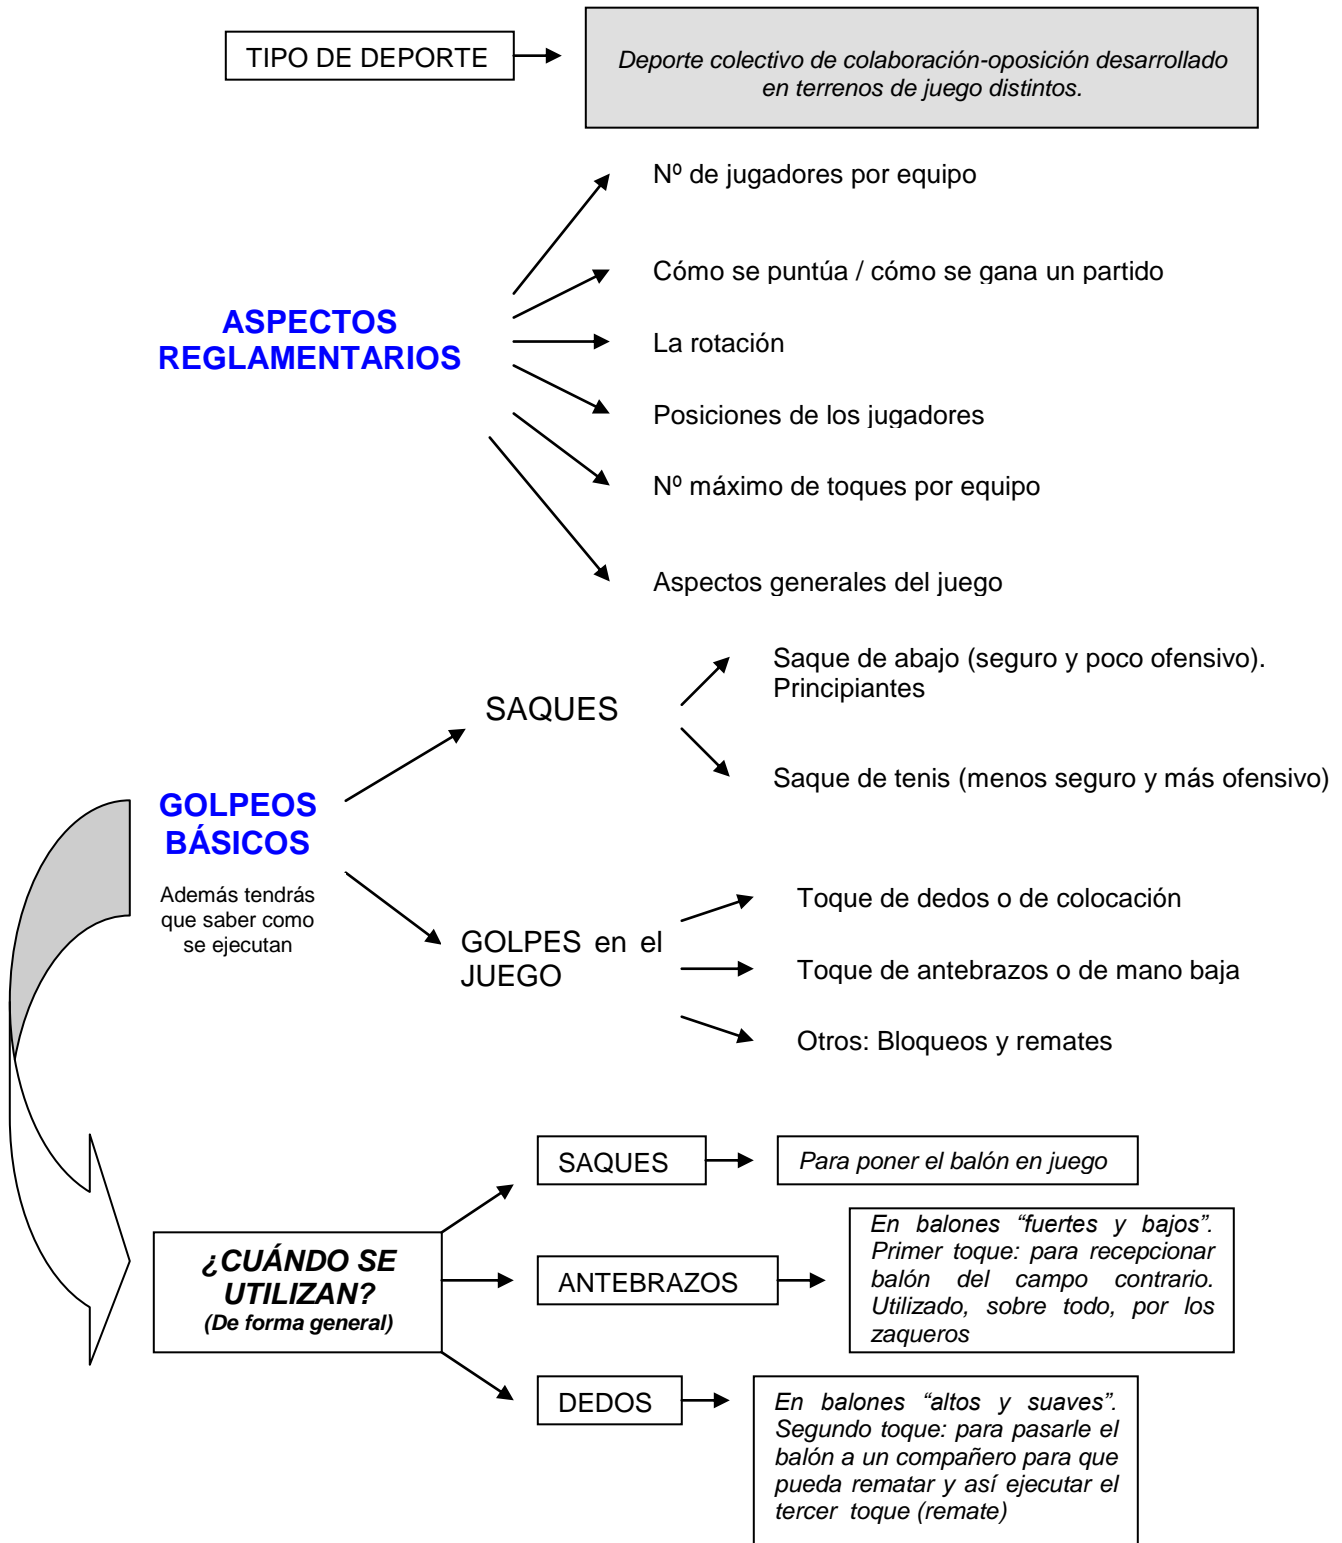 TIPO DE DEPORTE
Deporte colectivo de colaboración-oposición desarrollado
en terrenos de juego distintos.
ASPECTOS
REGLAMENTARIOS
Nº de jugadores por equipo
Cómo se puntúa / cómo se gana un partido
La rotación
Posiciones de los jugadores
Nº máximo de toques por equipo
Aspectos generales del juego
GOLPEOS
BÁSICOS
Además tendrás
que saber como
se ejecutan
SAQUES
Saque de abajo (seguro y poco ofensivo).
Principiantes
Saque de tenis (menos seguro y más ofensivo)
GOLPES en el
JUEGO
Toque de dedos o de colocación
Toque de antebrazos o de mano baja
Otros: Bloqueos y remates
¿CUÁNDO SE
UTILIZAN?
(De forma general)
SAQUES
Para poner el balón en juego
ANTEBRAZOS
En balones “fuertes y bajos”.
Primer toque: para recepcionar
balón del campo contrario.
Utilizado, sobre todo, por los
zaqueros
DEDOS
En balones “altos y suaves”.
Segundo toque: para pasarle el
balón a un compañero para que
pueda rematar y así ejecutar el
tercer toque (remate)